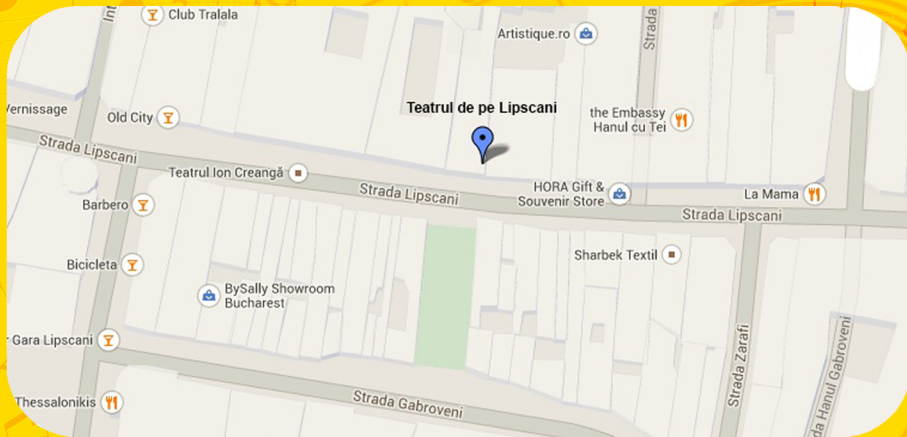 Int
Club Tralala
Artistique.ro
Strada
Vernissage
Old City
Teatrul de pe Lipscani
the Embassy
Hanul cu Tei
Strada Lipscani
Teatrul Ion Creangă
Strada Lipscani
HORA Gift &
Souvenir Store
La Mama
Strada Lipscani
Barbero
Bicicleta
Sharbek Textil
BySally Showroom
Bucharest
Gara Lipscani
Strada Zarafi
da Hanul Gabroveni
Thessalonikis
Strada Gabroveni